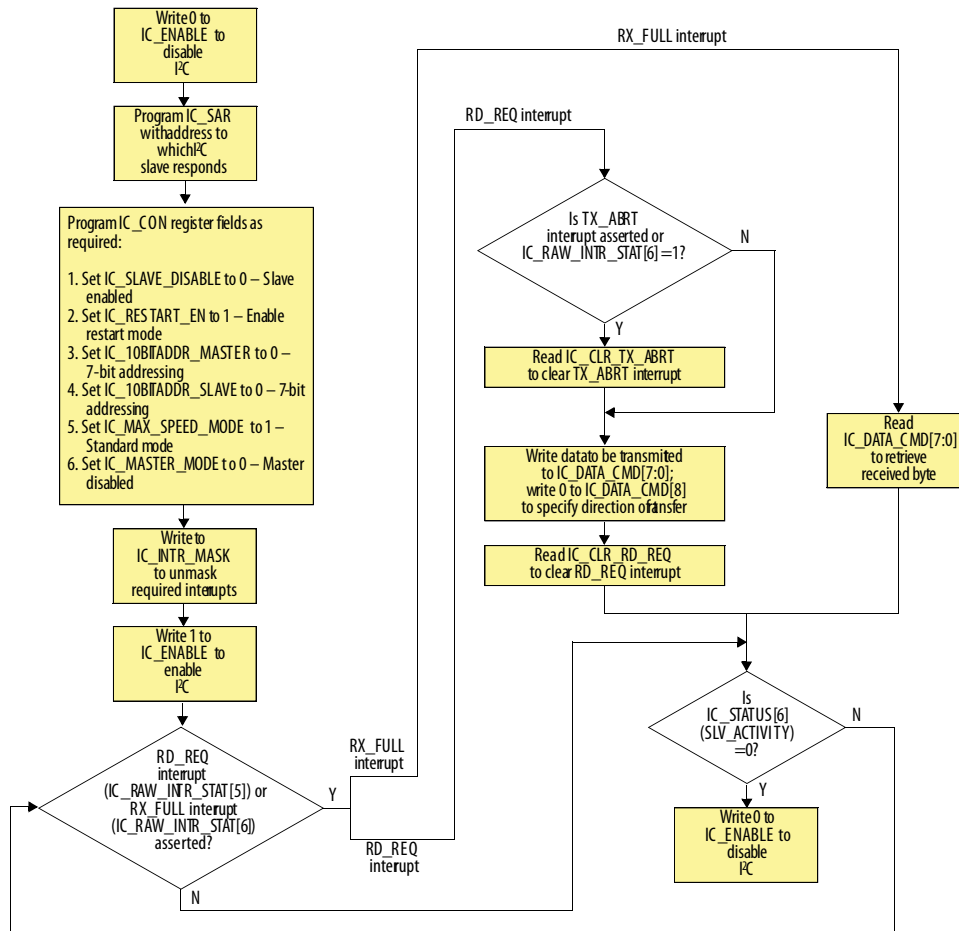 Write 0 to
IC_ENABLE to
disable
I²C
Program IC_SAR
withaddress to
whichI²C
slave responds
Program IC_CON register fields as
required:
1. Set IC_SLAVE_DISABLE to 0 – Slave
enabled
2. Set IC_RESTART_EN to 1 – Enable
restart mode
3. Set IC_10BITADDR_MASTER to 0 –
7-bit addressing
4. Set IC_10BITADDR_SLAVE to 0 – 7-bit
addressing
5. Set IC_MAX_SPEED_MODE to 1 –
Standard mode
6. Set IC_MASTER_MODE to 0 – Master
disabled
Write to
IC_INTR_MASK
to unmask
required interrupts
Write 1 to
IC_ENABLE to
enable
I²C
RD_REQ
interrupt
(IC_RAW_INTR_STAT[5]) or
RX_FULL interrupt
(IC_RAW_INTR_STAT[6])
asserted?
Y
N
RX_FULL
interrupt
RD_REQ
interrupt
RX_FULL interrupt
RD_REQ interrupt
Is TX_ABRT
interrupt asserted or
IC_RAW_INTR_STAT[6] =1?
N
Y
Read IC_CLR_TX_ABRT
to clear TX_ABRT interrupt
Write datato be transmitted
to IC_DATA_CMD[7:0];
write 0 to IC_DATA_CMD[8]
to specify direction oftransfer
Read IC_CLR_RD_REQ
to clear RD_REQ interrupt
Read
IC_DATA_CMD[7:0]
to retrieve
received byte
Is
IC_STATUS[6]
(SLV_ACTIVITY)
=0?
N
Y
Write 0 to
IC_ENABLE to
disable
I²C